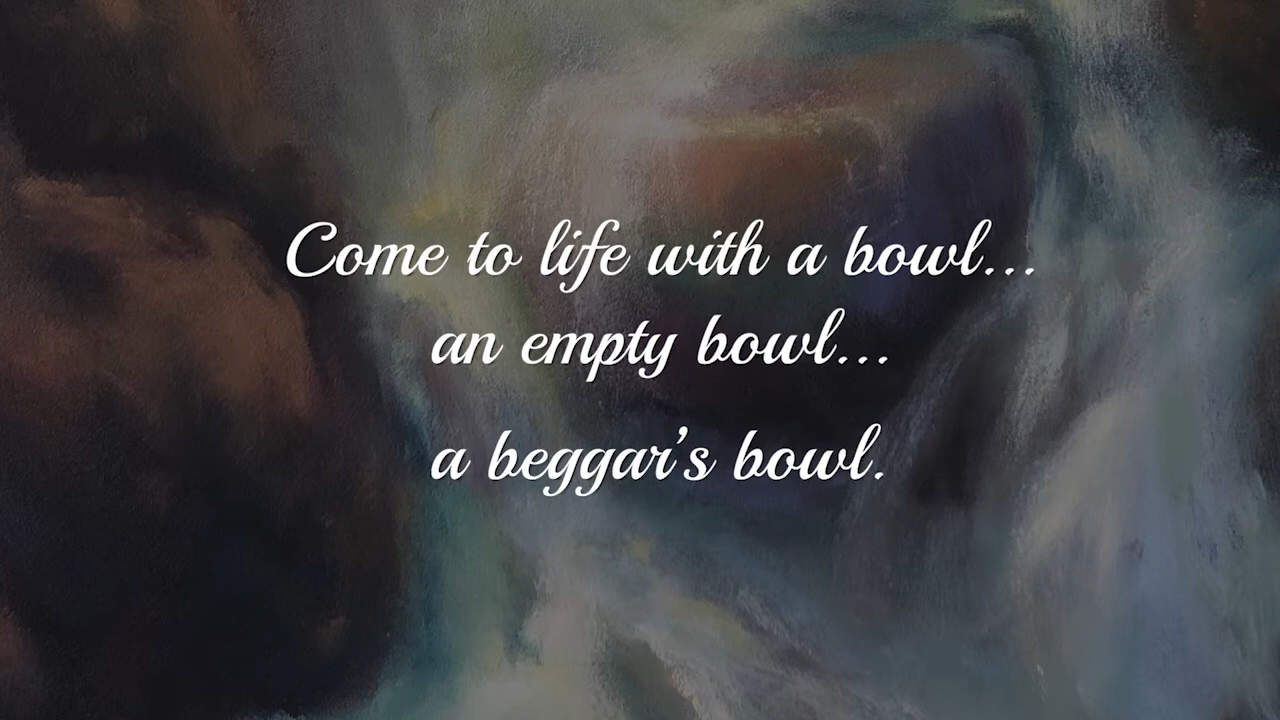 Come to life with a bowl...
an empty bowl...
a beggar’s bowl.